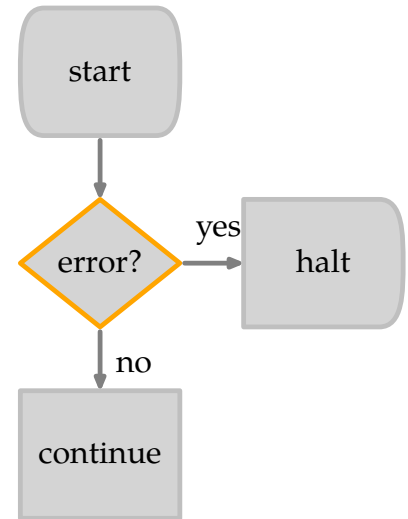 start
error?
yes
halt
no
continue